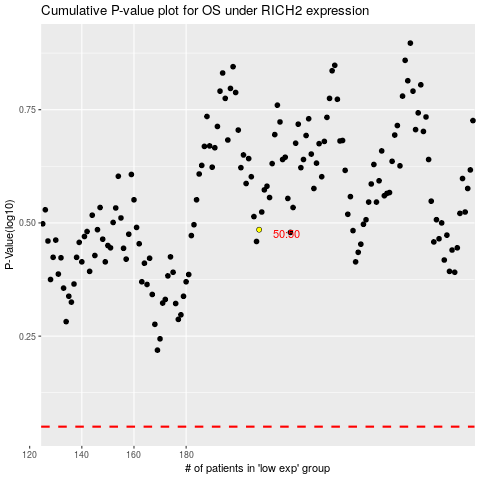 Cumulative P-value plot for OS under RICH2 expression
P-Value(log10)
0.75
0.50
0.25
50:50
120
140
160
180
# of patients in 'low exp' group